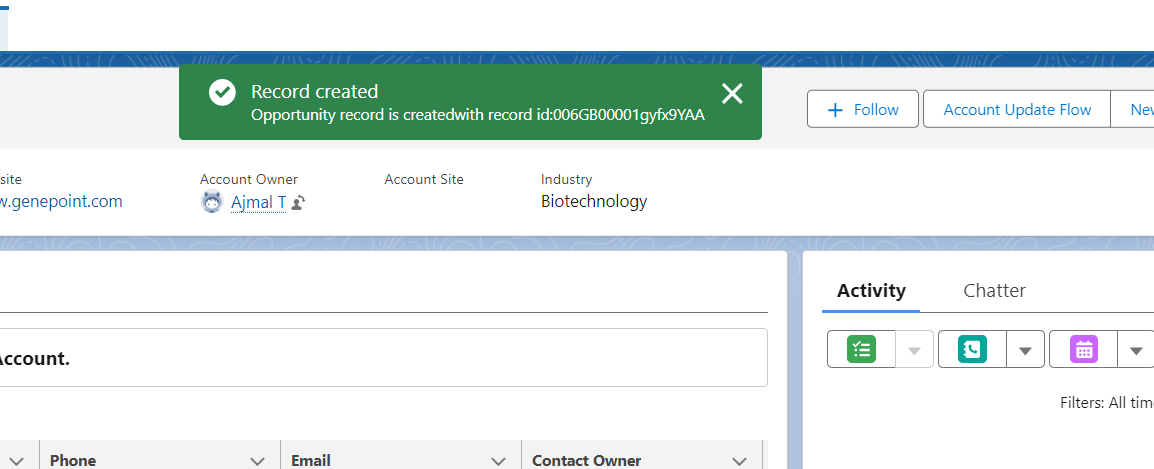 Record created
Opportunity record is createdwith record id:006GB00001gyfx9YAA
Follow
Account Update Flow
site
Account Owner
Account Site
Industry
w.genepoint.com
Ajmal T
Biotechnology
Activity
Chatter
Account.
Filters: All tim
Phone
Email
Contact Owner